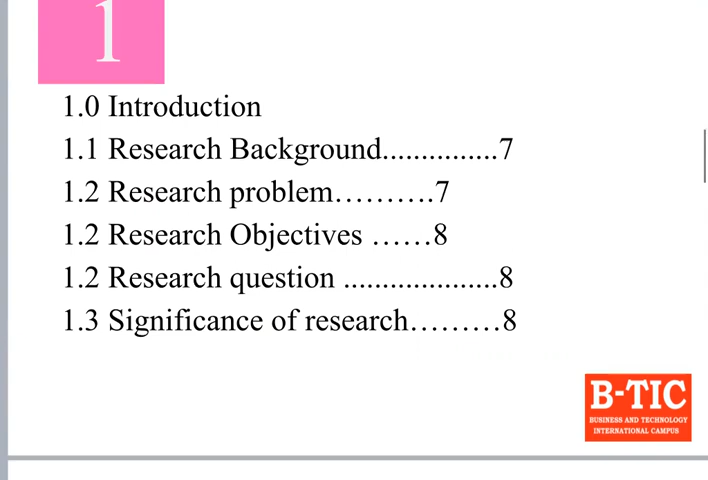 1
1.0 Introduction
1.1 Research Background...............7
1.2 Research problem……….7
1.2 Research Objectives ……8
1.2 Research question ....................8
1.3 Significance of research………8
B-TIC
BUSINESS AND TECHNOLOGY
INTERNATIONAL CAMPUS